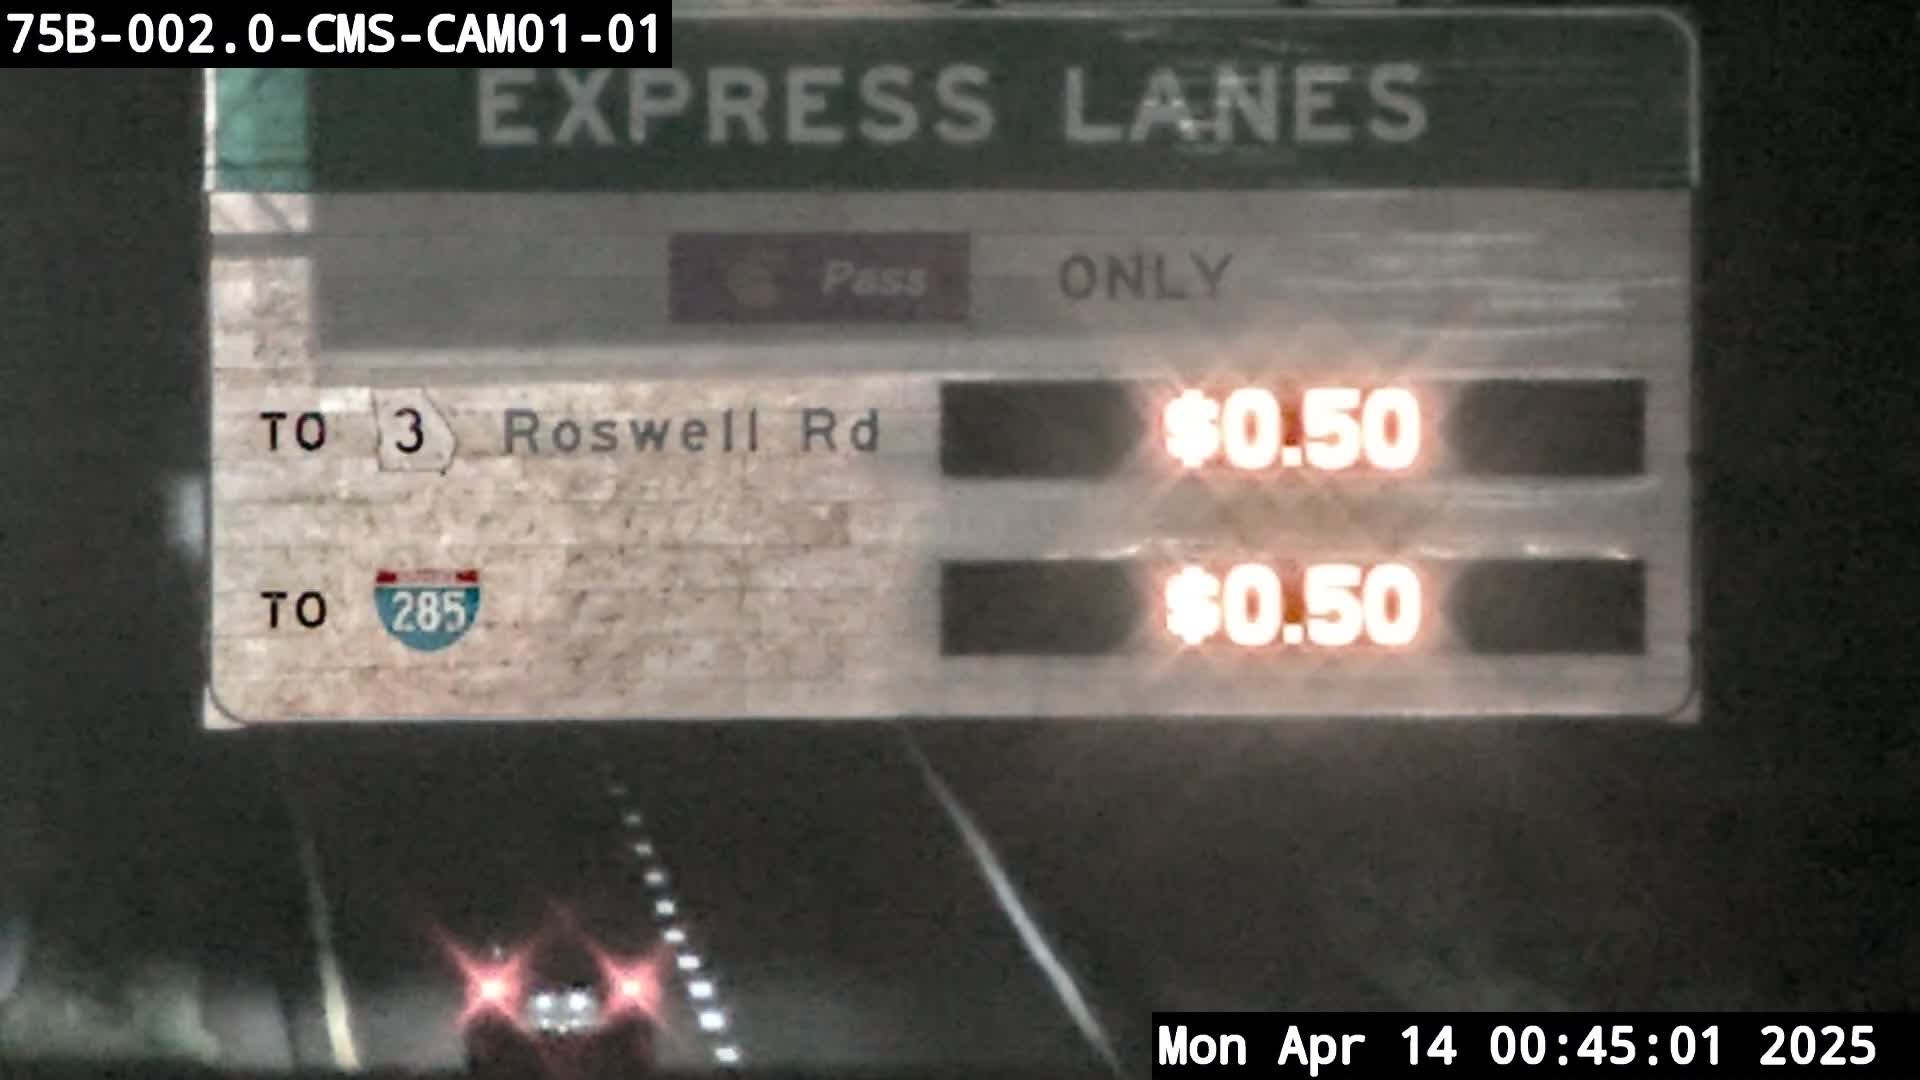 75B-002.0-CMS-CAM01-01
EXPRESS LANES
Pass ONLY
TO 3 Roswell Rd $0.50
TO 285 $0.50
Mon Apr 14 00:45:01 2025